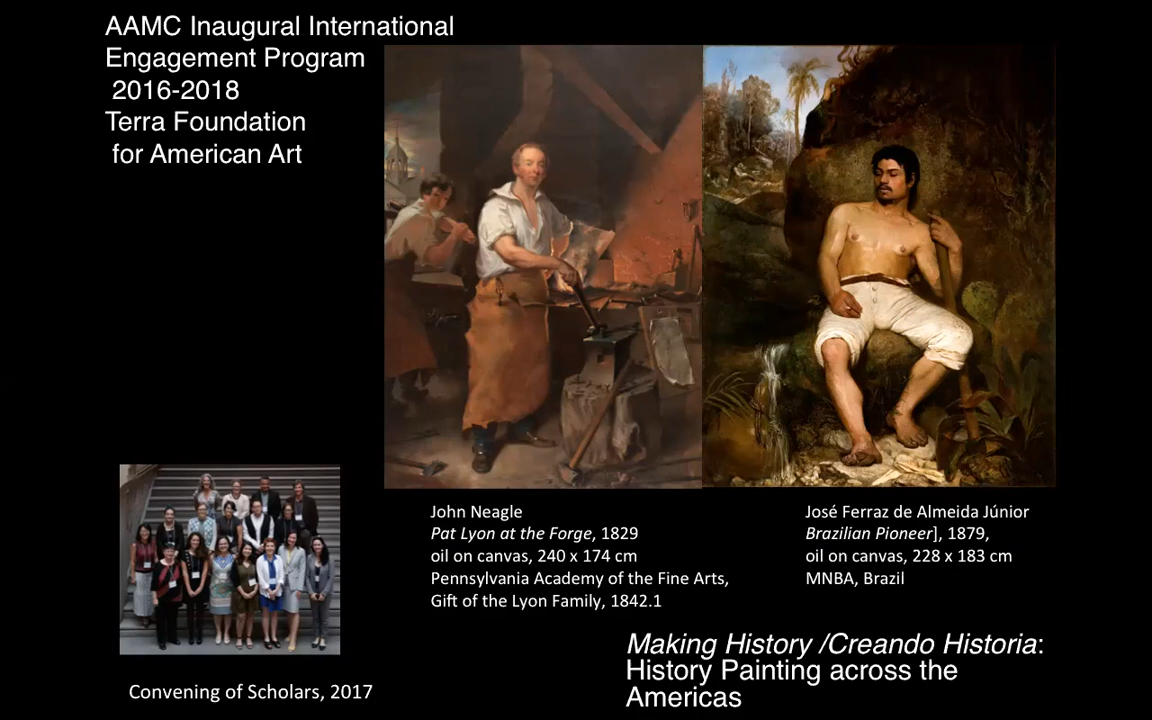 AAMC Inaugural International
Engagement Program
2016-2018
Terra Foundation
for American Art
John Neagle
Pat Lyon at the Forge, 1829
oil on canvas, 240 x 174 cm
Pennsylvania Academy of the Fine Arts,
Gift of the Lyon Family, 1842.1
José Ferraz de Almeida Júnior
Brazilian Pioneer], 1879,
oil on canvas, 228 x 183 cm
MNBA, Brazil
Making History /Creando Historia:
History Painting across the
Americas
Convening of Scholars, 2017